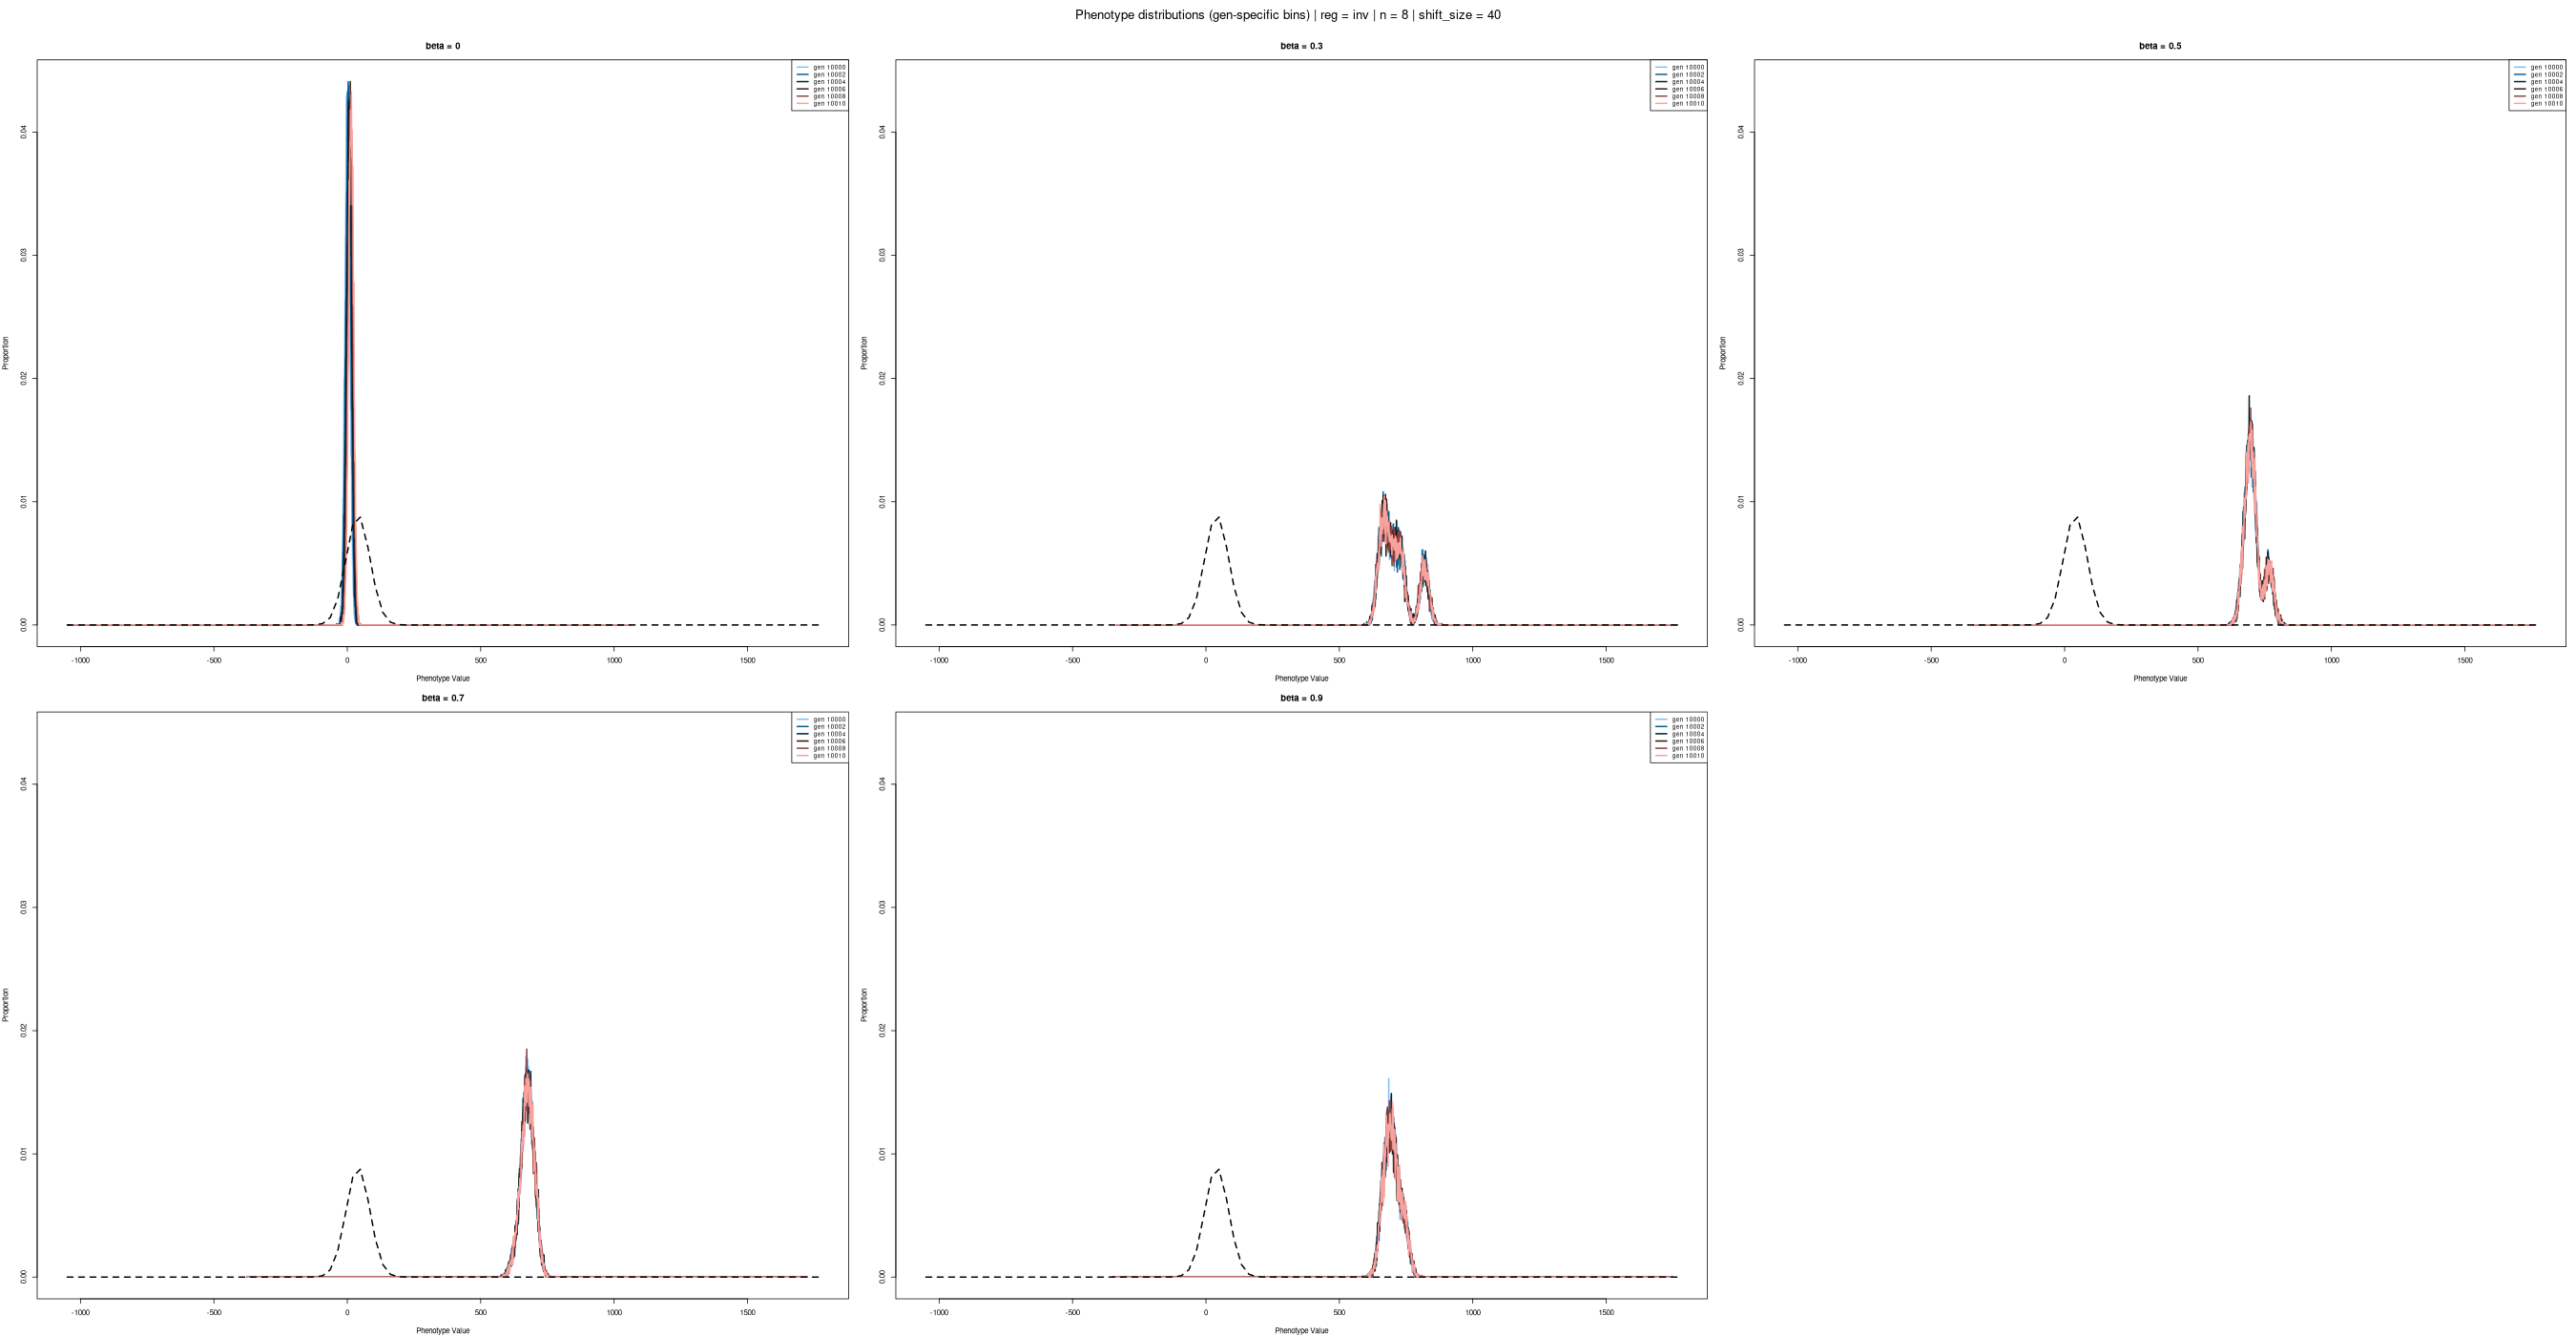 Phenotype distributions (gen-specific bins) | reg = inv | n = 8 | shift_size = 40
beta = 0
gen 10000
gen 10002
gen 10004
gen 10006
gen 10008
gen 10010
Proportion
0.04
0.03
0.02
0.01
0.00
-1000 -500 0 500 1000 1500
Phenotype Value
beta = 0.3
gen 10000
gen 10002
gen 10004
gen 10006
gen 10008
gen 10010
Proportion
0.04
0.03
0.02
0.01
0.00
-1000 -500 0 500 1000 1500
Phenotype Value
beta = 0.5
gen 10000
gen 10002
gen 10004
gen 10006
gen 10008
gen 10010
Proportion
0.04
0.03
0.02
0.01
0.00
-1000 -500 0 500 1000 1500
Phenotype Value
beta = 0.7
gen 10000
gen 10002
gen 10004
gen 10006
gen 10008
gen 10010
Proportion
0.04
0.03
0.02
0.01
0.00
-1000 -500 0 500 1000 1500
Phenotype Value
beta = 0.9
gen 10000
gen 10002
gen 10004
gen 10006
gen 10008
gen 10010
Proportion
0.04
0.03
0.02
0.01
0.00
-1000 -500 0 500 1000 1500
Phenotype Value